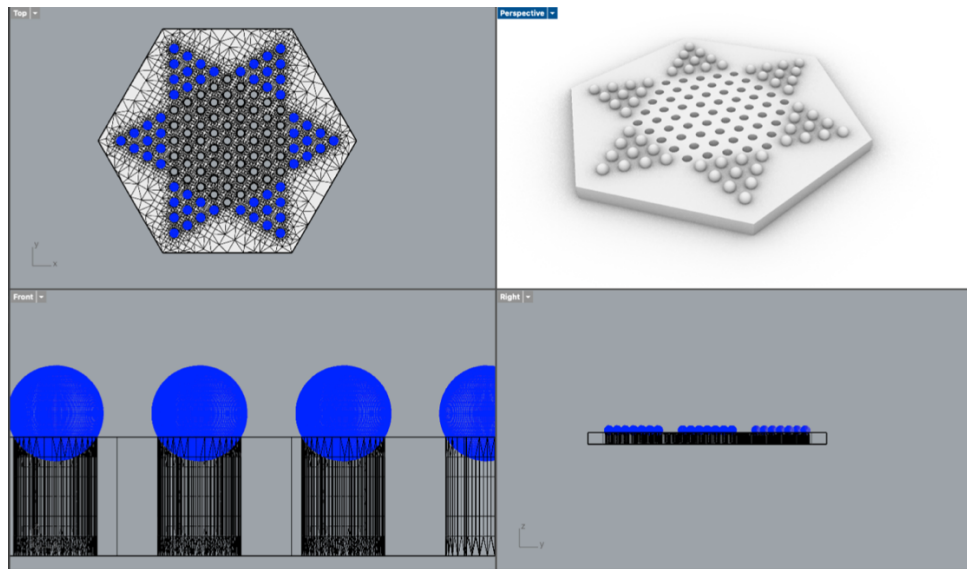 Top
Perspective
y
x
Front
Right
z
y